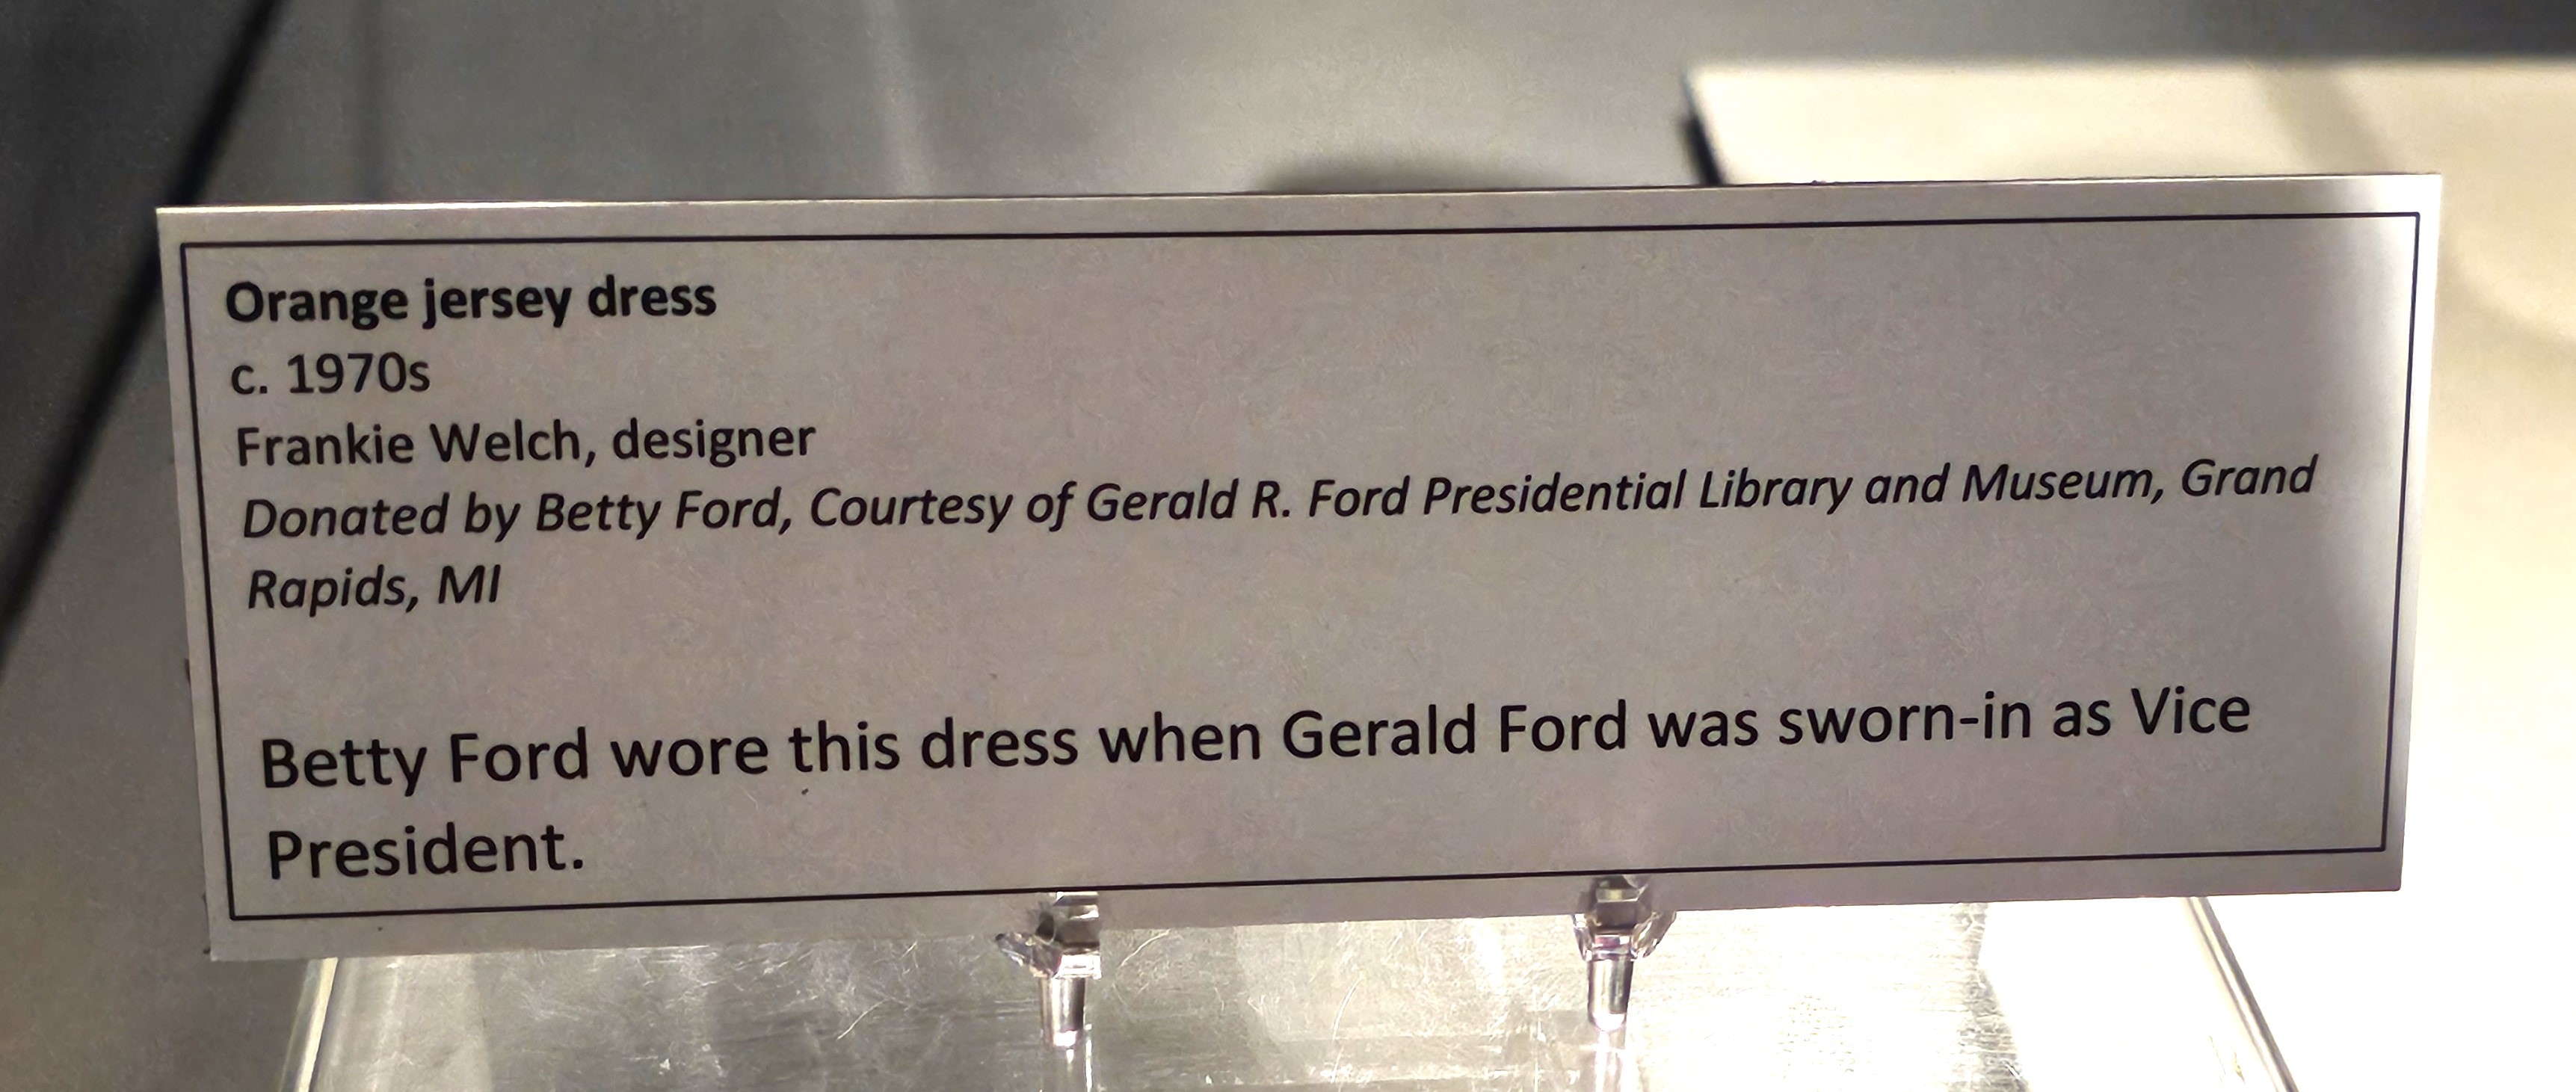 Orange jersey dress
c. 1970s
Frankie Welch, designer
Donated by Betty Ford, Courtesy of Gerald R. Ford Presidential Library and Museum, Grand
Rapids, MI
Betty Ford wore this dress when Gerald Ford was sworn-in as Vice
President.